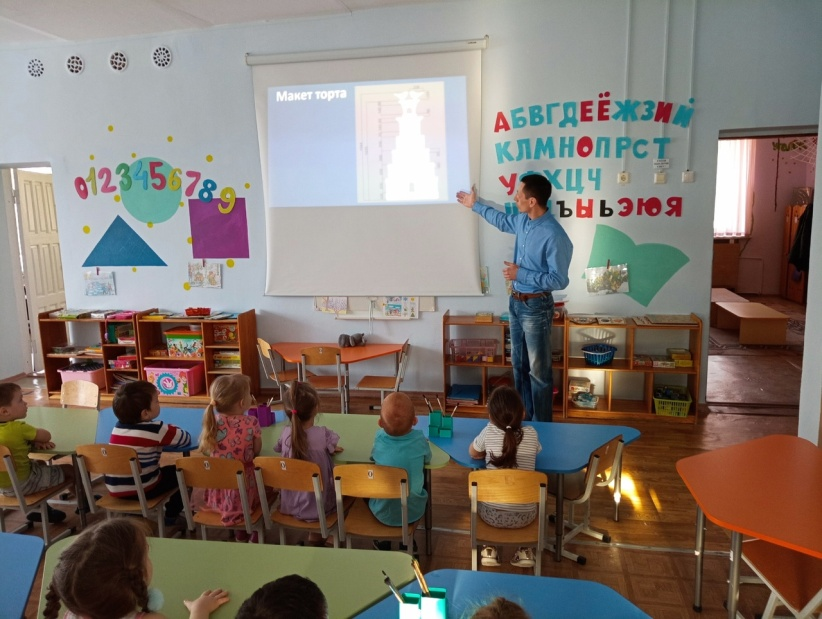 Макет торта
0123456789
АБВГДЕЁЖЗИЙ
КЛМНОПРСТ
У ХЦЧ
ЪЫЬЭЮЯ